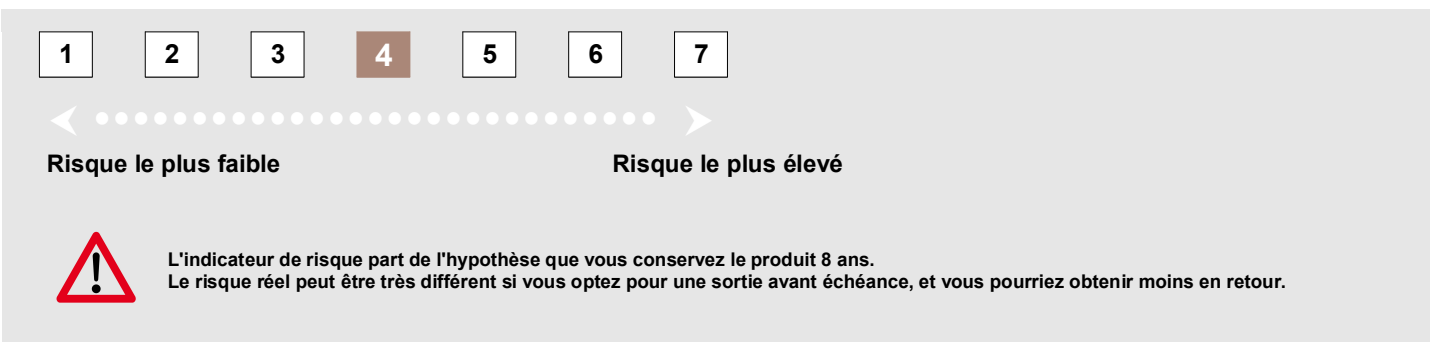 1 2 3 4 5 6 7
Risque le plus faible Risque le plus élevé
L'indicateur de risque part de l'hypothèse que vous conservez le produit 8 ans.
Le risque réel peut être très différent si vous optez pour une sortie avant échéance, et vous pourriez obtenir moins en retour.